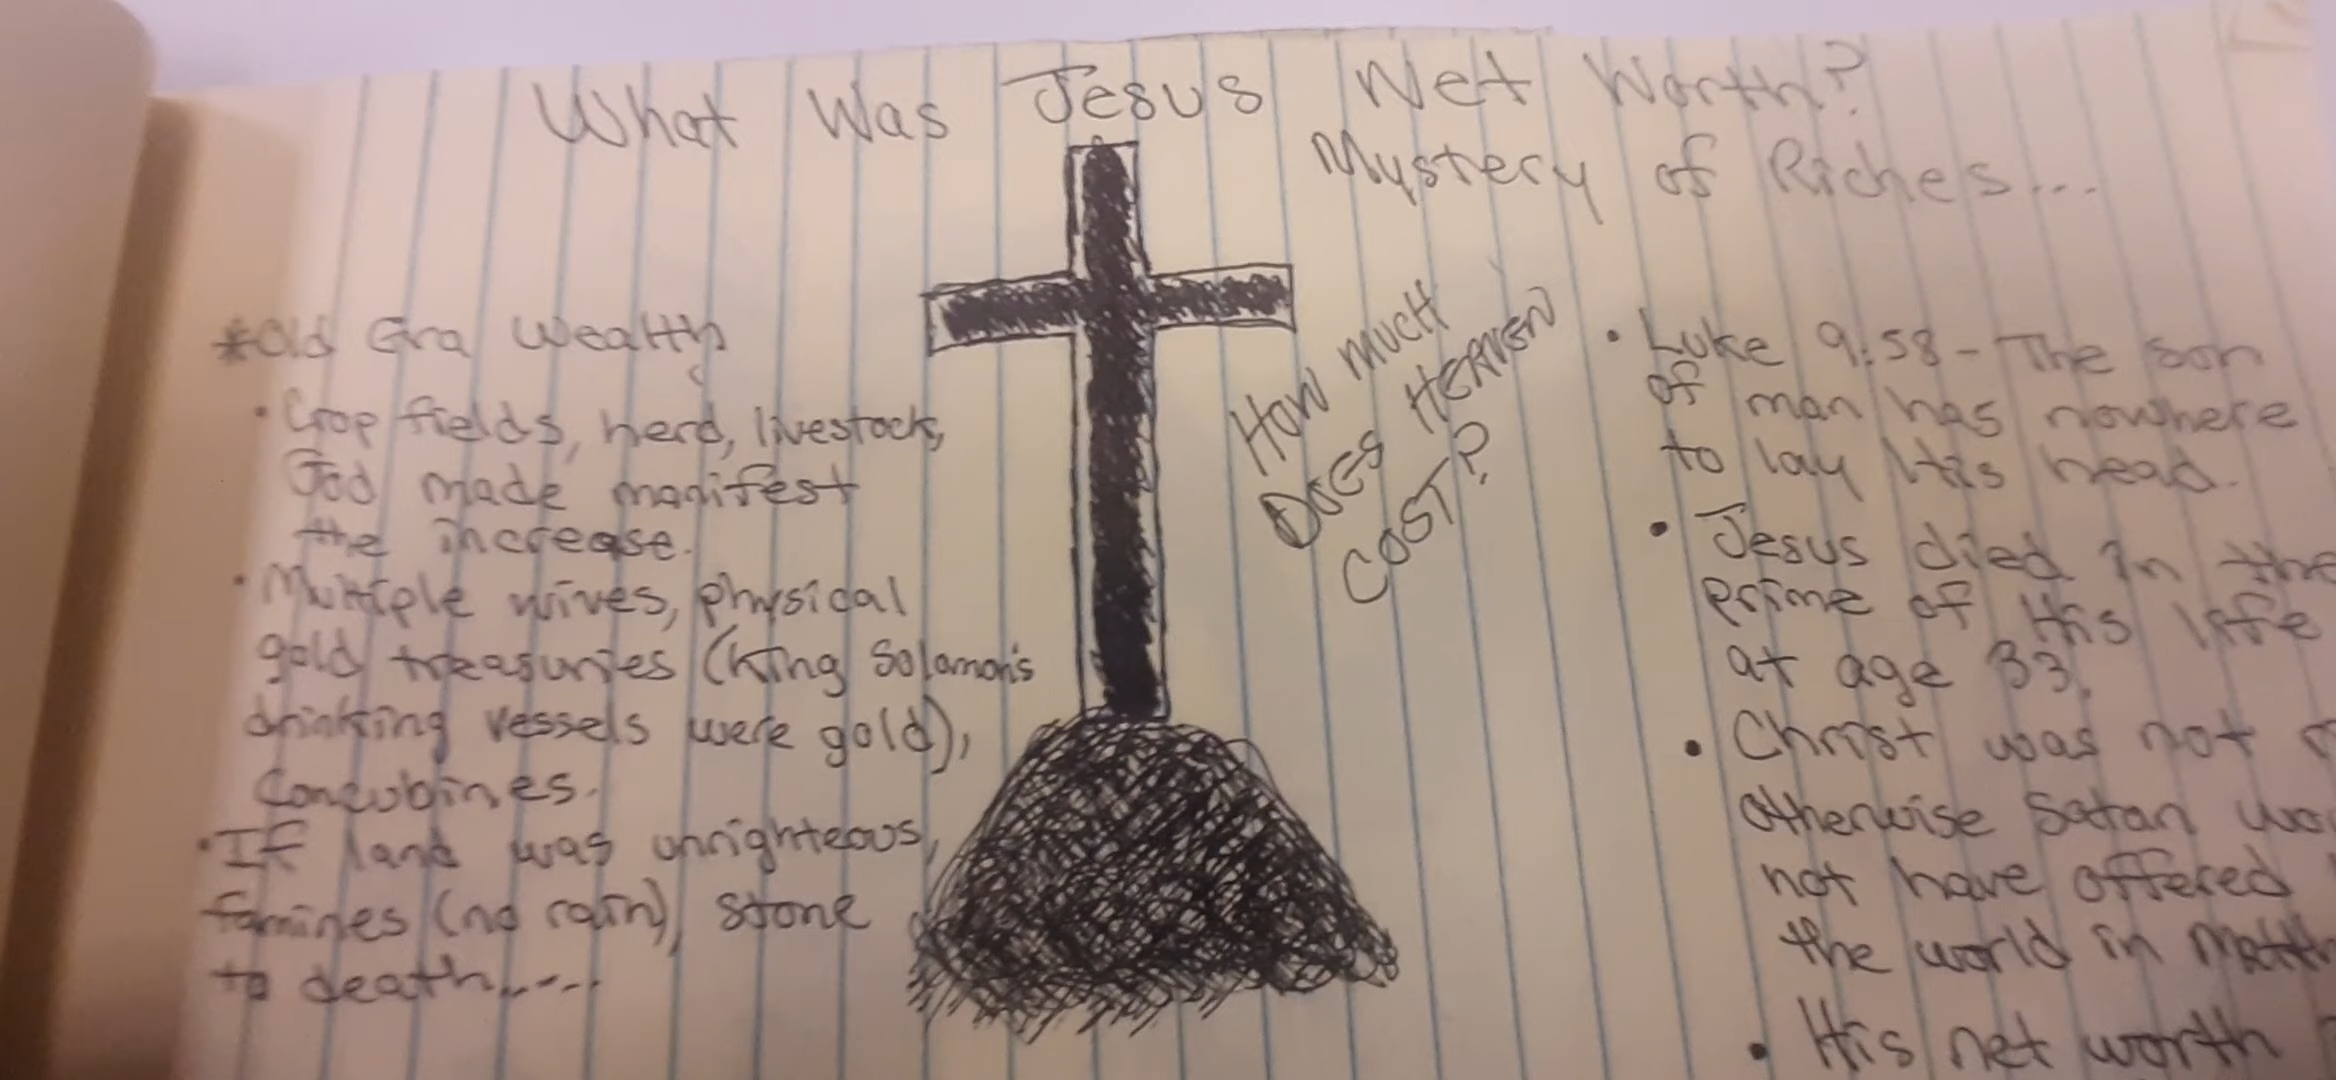 What Was Jesus Net Worth?
Mystery of Riches...
*Old Era Wealth
• Crop fields, herd, livestock,
God made manifest
the increase.
• Multiple wives, physical
gold treasuries (King Solomon's
drinking vessels were gold),
Concubines.
• If land was unrighteous,
famines (no rain), stone
to death.....
HOW MUCH
DOES HEAVEN
COST?
• Luke 9:58 - The son
of man has nowhere
to lay His head.
• Jesus died in the
prime of His life
at age 33.
• Christ was not
otherwise Satan
not have offered
the world in
• His net worth